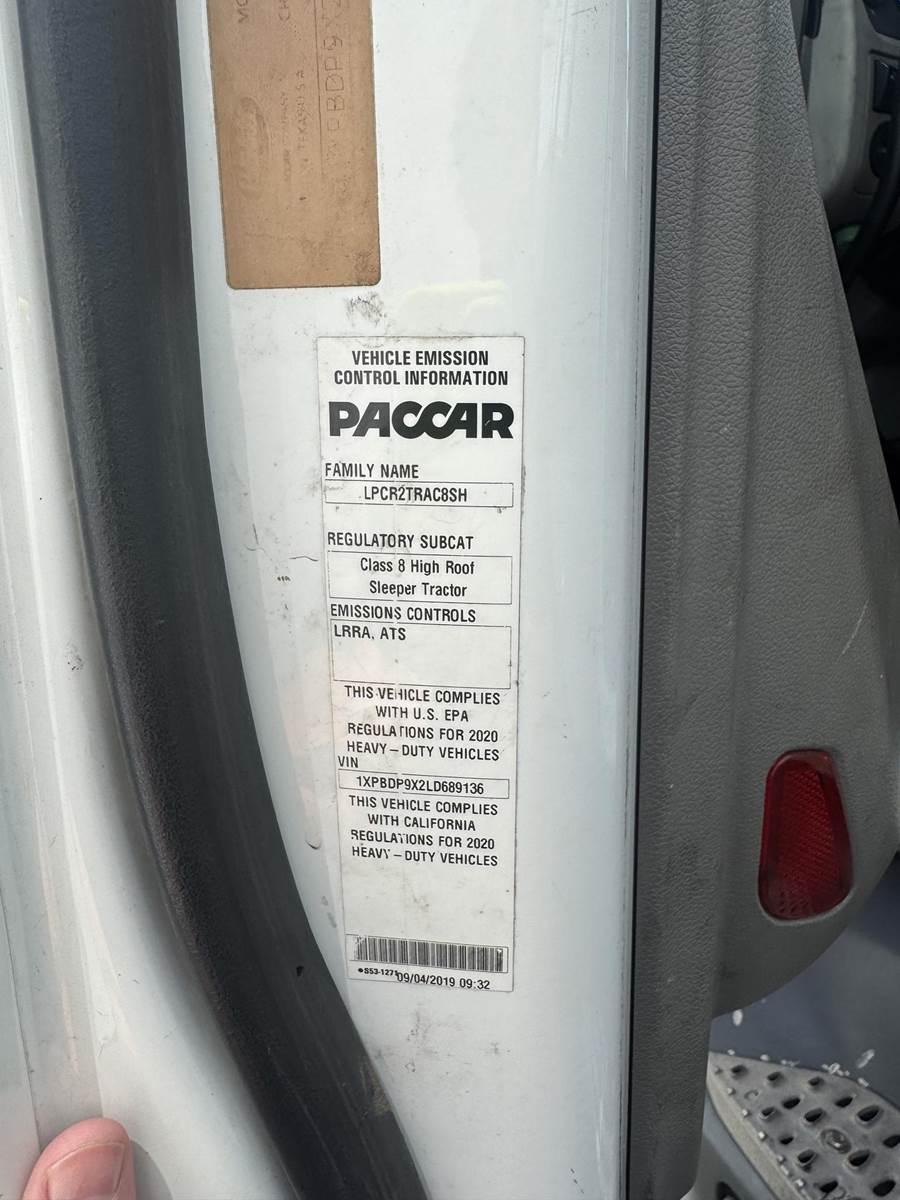 VEHICLE EMISSION
CONTROL INFORMATION
PACCAR
FAMILY NAME
LPCR2TRAC8SH
REGULATORY SUBCAT
Class 8 High Roof
Sleeper Tractor
EMISSIONS CONTROLS
LRRA, ATS
THIS VEHICLE COMPLIES
WITH U.S. EPA
REGULATIONS FOR 2020
HEAVY-DUTY VEHICLES
VIN
1XPBDP9X2LD689136
THIS VEHICLE COMPLIES
WITH CALIFORNIA
REGULATIONS FOR 2020
HEAVY-DUTY VEHICLES
S53-1271
09/04/2019 09:32